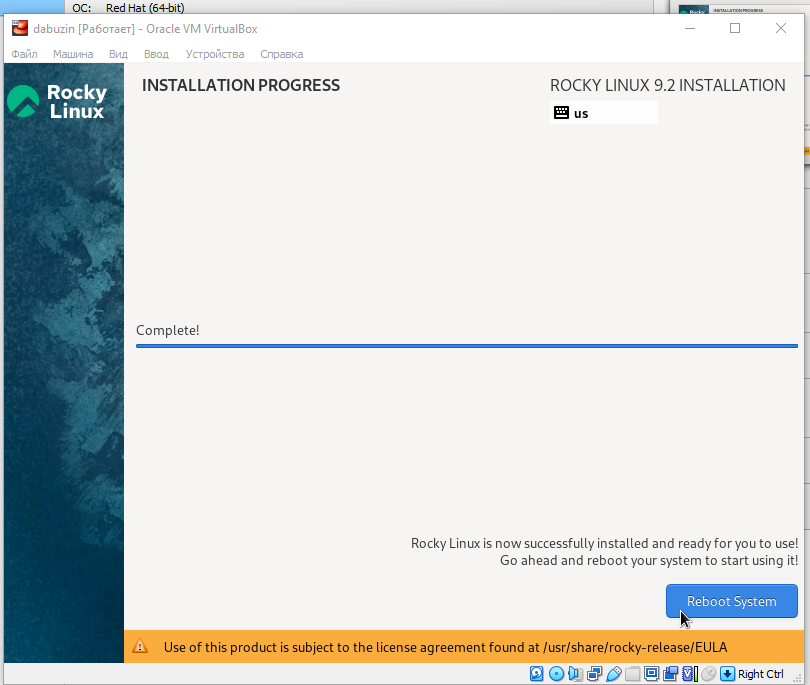 ОС: Red Hat (64-bit)
dabuzin [Работает] - Oracle VM VirtualBox
Файл Машина Вид Ввод Устройства Справка
Rocky
Linux
INSTALLATION PROGRESS
ROCKY LINUX 9.2 INSTALLATION
us
Complete!
Rocky Linux is now successfully installed and ready for you to use!
Go ahead and reboot your system to start using it!
Reboot System
Use of this product is subject to the license agreement found at /usr/share/rocky-release/EULA
Right Ctrl
INSTALLATION PROGRESS
Rocky